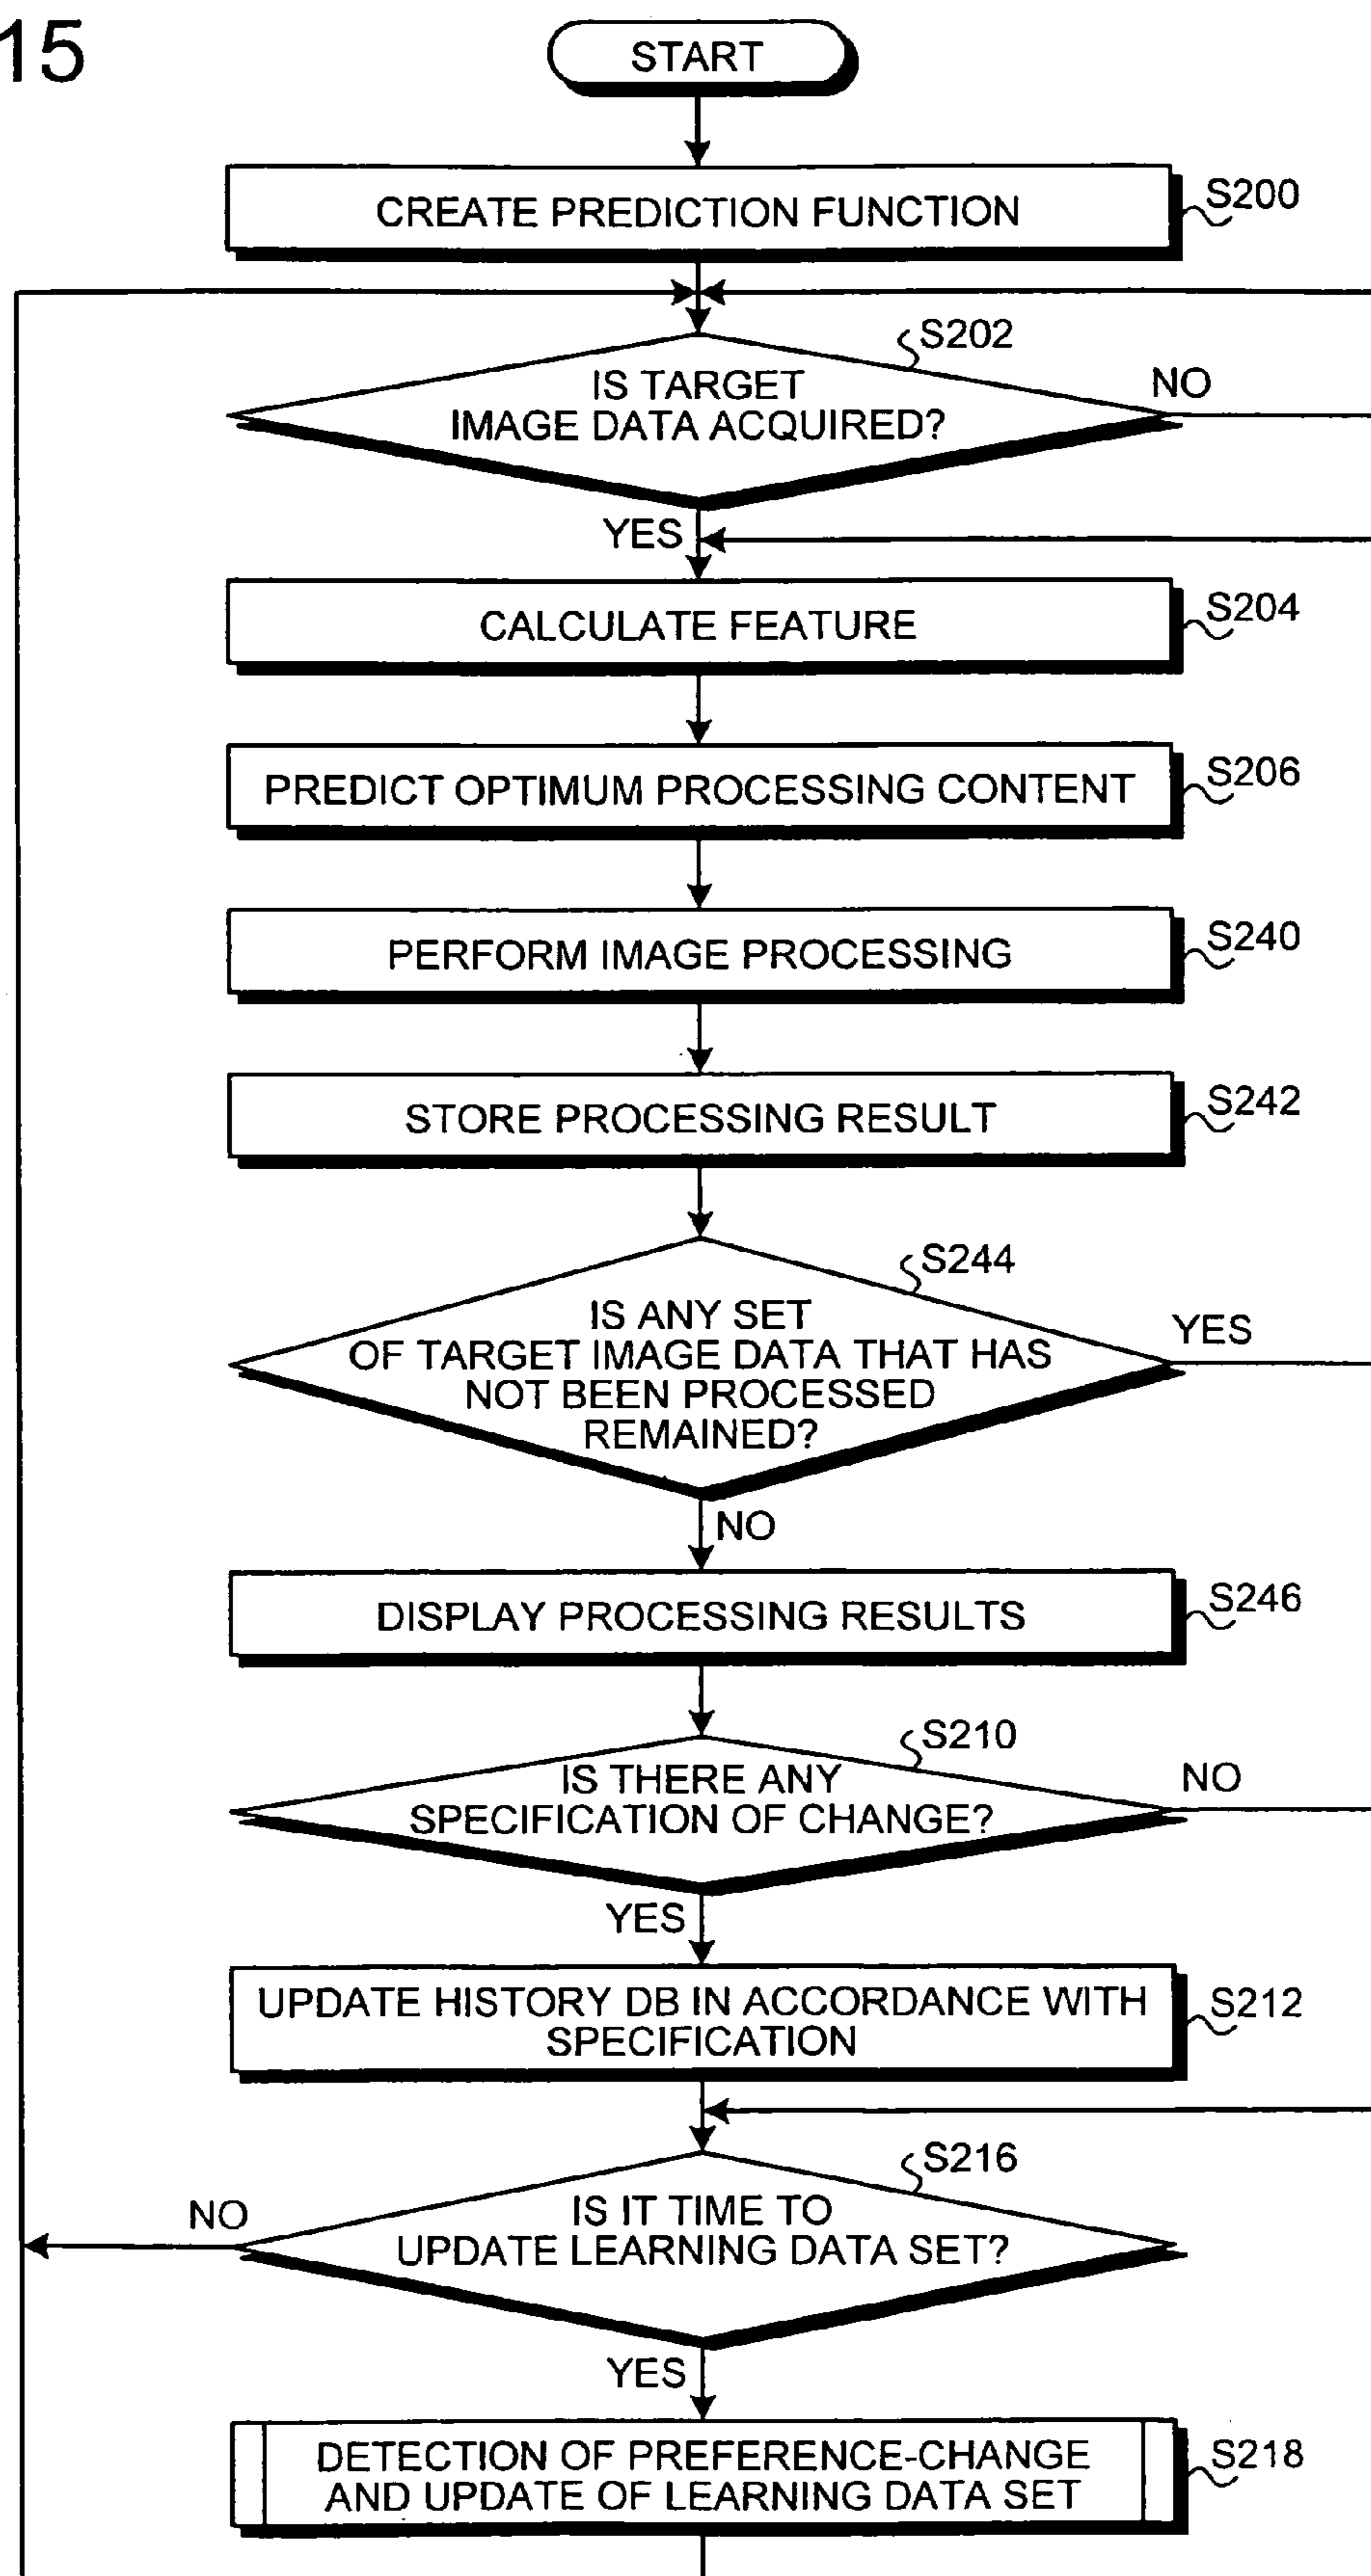 15
START
CREATE PREDICTION FUNCTION
S200
S202
IS TARGET
IMAGE DATA ACQUIRED?
NO
YES
CALCULATE FEATURE
S204
PREDICT OPTIMUM PROCESSING CONTENT
S206
PERFORM IMAGE PROCESSING
S240
STORE PROCESSING RESULT
S242
S244
IS ANY SET
OF TARGET IMAGE DATA THAT HAS
NOT BEEN PROCESSED
REMAINED?
YES
NO
DISPLAY PROCESSING RESULTS
S246
S210
IS THERE ANY
SPECIFICATION OF CHANGE?
NO
YES
UPDATE HISTORY DB IN ACCORDANCE WITH
SPECIFICATION
S212
S216
IS IT TIME TO
UPDATE LEARNING DATA SET?
NO
YES
DETECTION OF PREFERENCE-CHANGE
AND UPDATE OF LEARNING DATA SET
S218